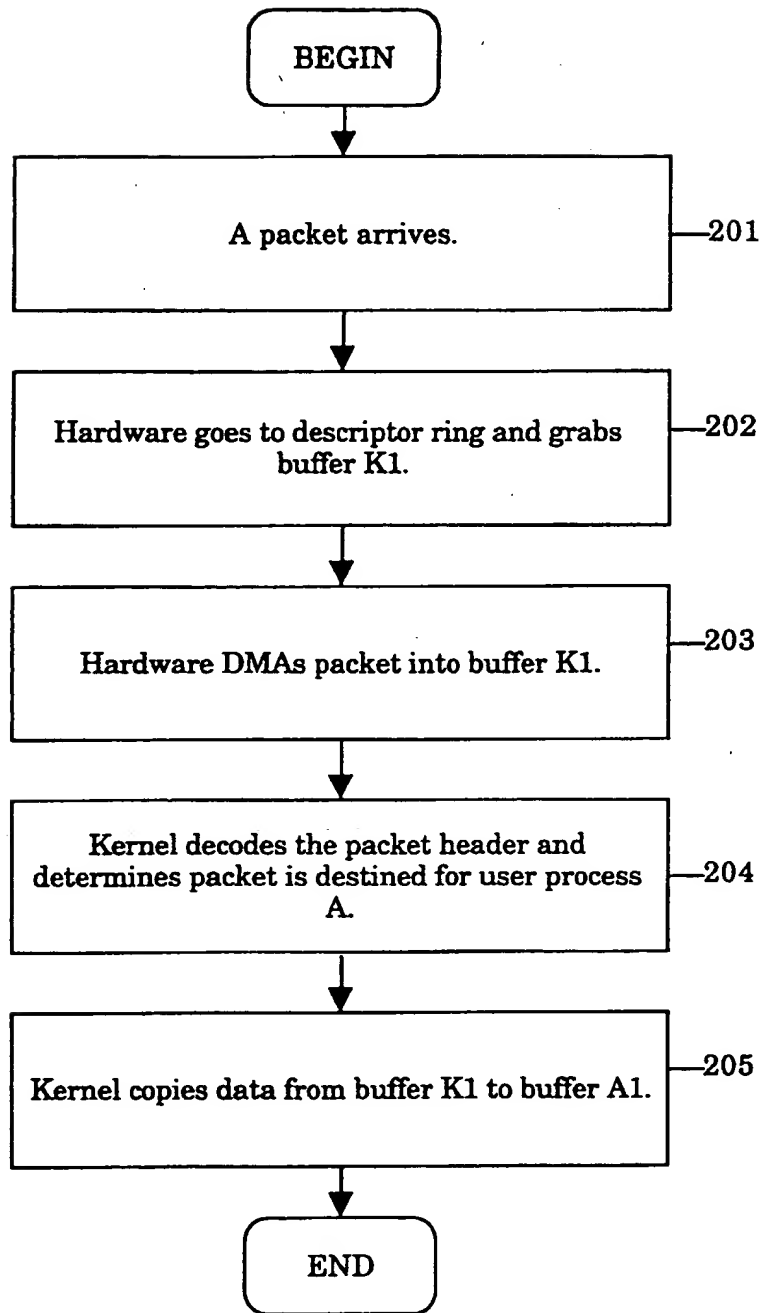 BEGIN
A packet arrives.
201
Hardware goes to descriptor ring and grabs
buffer K1.
202
Hardware DMAs packet into buffer K1.
203
Kernel decodes the packet header and
determines packet is destined for user process
A.
204
Kernel copies data from buffer K1 to buffer A1.
205
END